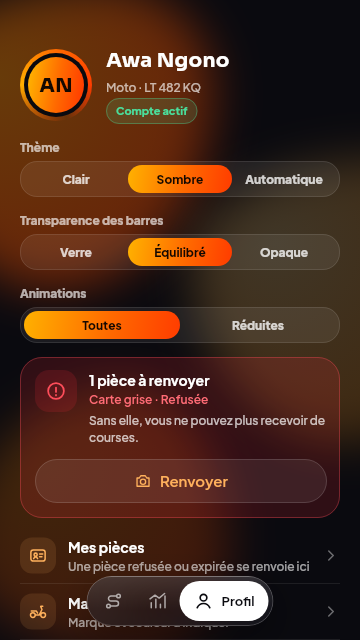 AN
Awa Ngono
Moto · LT 482 KQ
Compte actif
Thème
Clair
Sombre
Automatique
Transparence des barres
Verre
Équilibré
Opaque
Animations
Toutes
Réduites
1 pièce à renvoyer
Carte grise · Refusée
Sans elle, vous ne pouvez plus recevoir de
courses.
Renvoyer
Mes pièces
Une pièce refusée ou expirée se renvoie ici
Profil